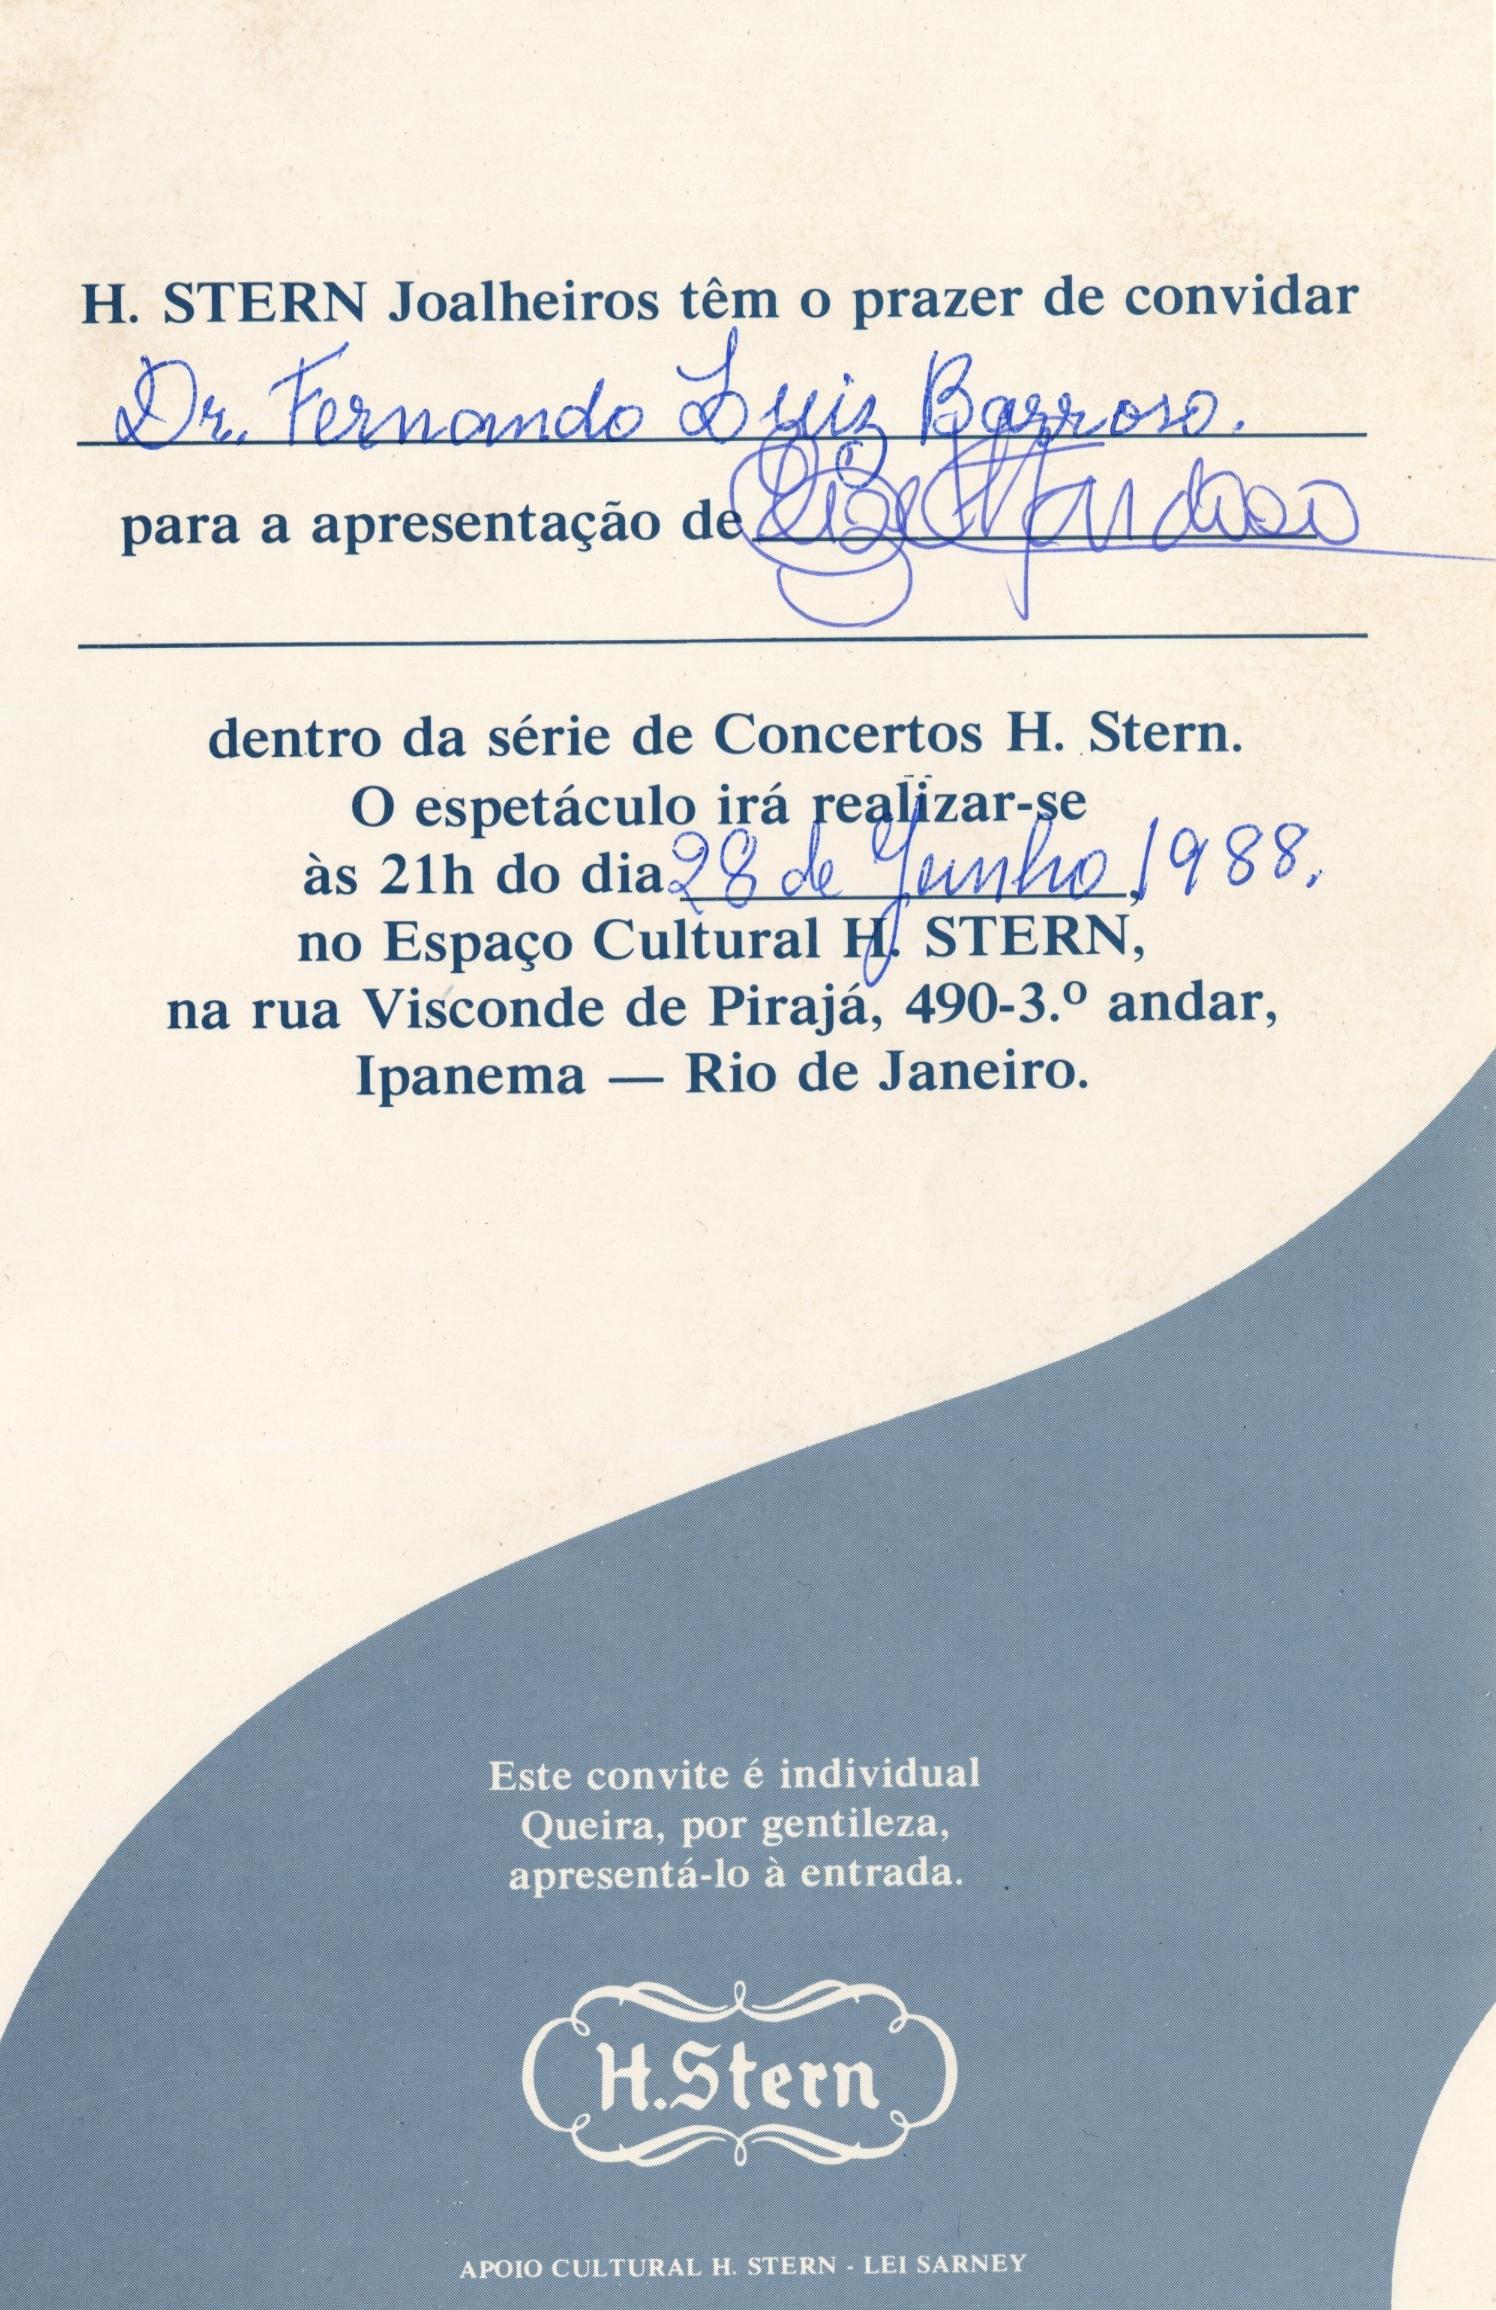 H. STERN Joalheiros têm o prazer de convidar
Dr. Fernando Luiz Barroso.
para a apresentação de Elizeth Cardoso
dentro da série de Concertos H. Stern.
O espetáculo irá realizar-se
às 21h do dia 28 de Junho, 1988.
no Espaço Cultural H. STERN,
na rua Visconde de Pirajá, 490-3.º andar,
Ipanema — Rio de Janeiro.
Este convite é individual
Queira, por gentileza,
apresentá-lo à entrada.
H.Stern
APOIO CULTURAL H. STERN - LEI SARNEY